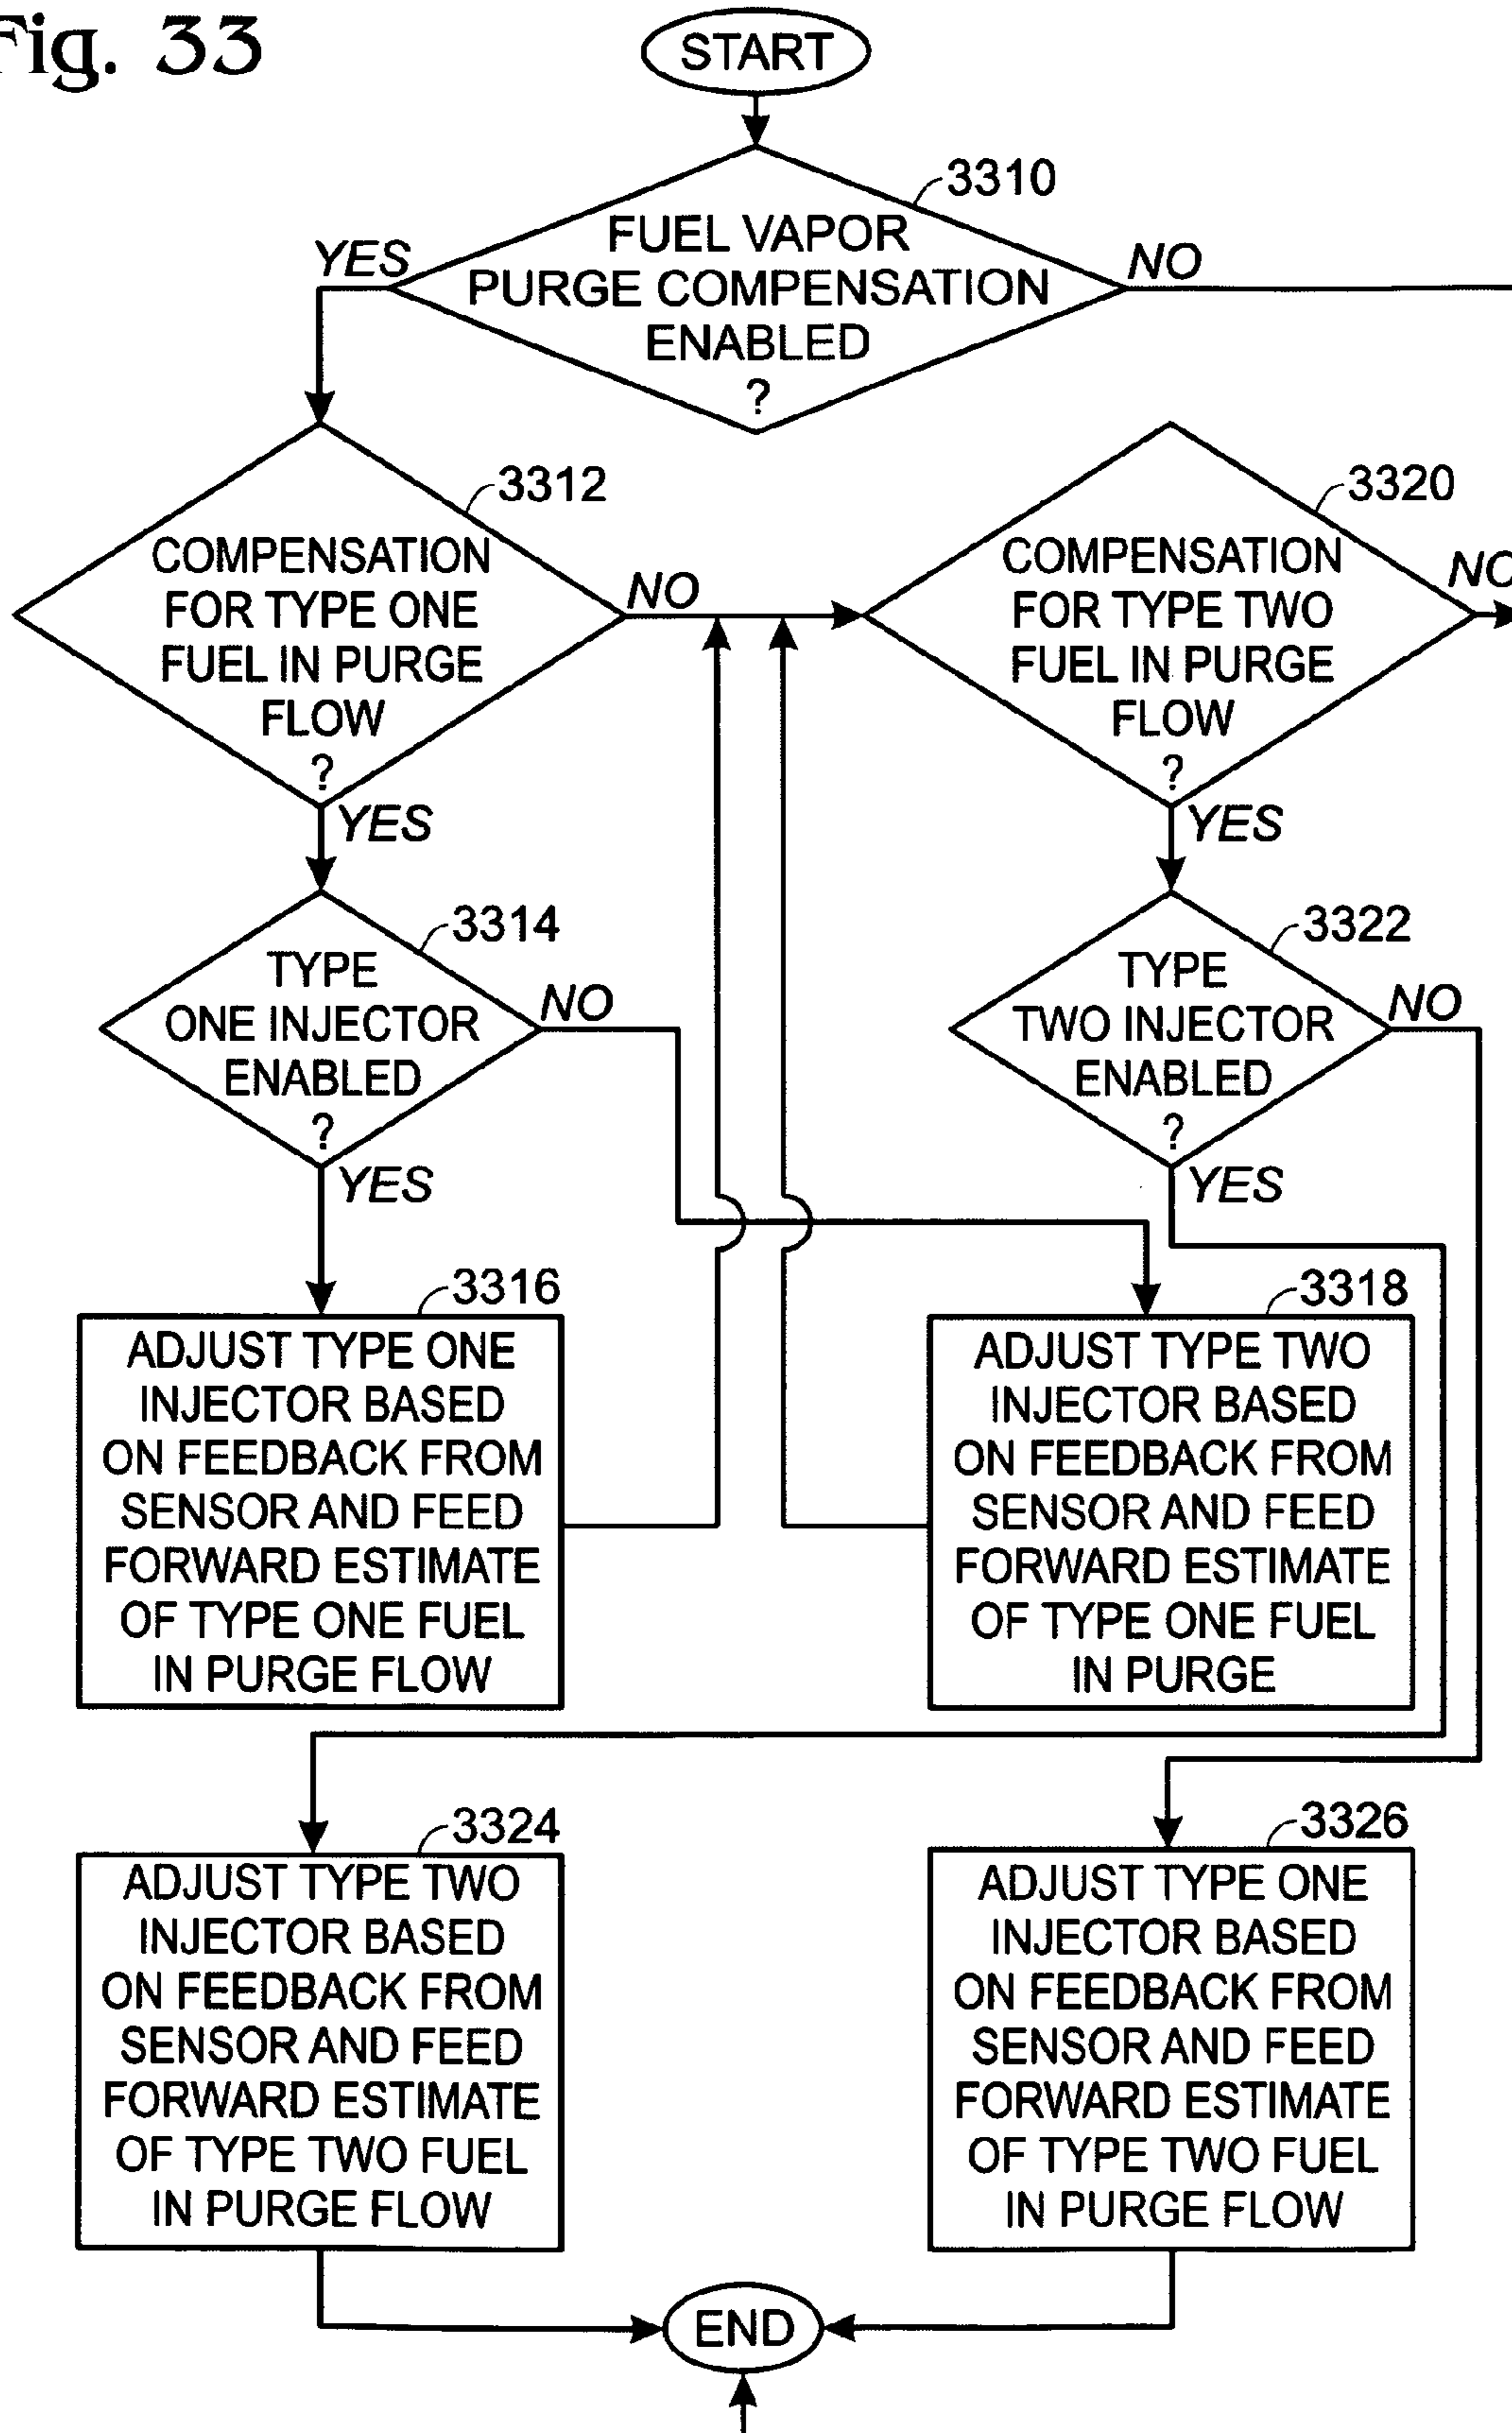 Fig. 33
START
3310
FUEL VAPOR
PURGE COMPENSATION
ENABLED
?
YES
NO
3312
COMPENSATION
FOR TYPE ONE
FUEL IN PURGE
FLOW
?
NO
YES
3320
COMPENSATION
FOR TYPE TWO
FUEL IN PURGE
FLOW
?
NO
YES
3314
TYPE
ONE INJECTOR
ENABLED
?
NO
YES
3322
TYPE
TWO INJECTOR
ENABLED
?
NO
YES
3316
ADJUST TYPE ONE
INJECTOR BASED
ON FEEDBACK FROM
SENSOR AND FEED
FORWARD ESTIMATE
OF TYPE ONE FUEL
IN PURGE FLOW
3318
ADJUST TYPE TWO
INJECTOR BASED
ON FEEDBACK FROM
SENSOR AND FEED
FORWARD ESTIMATE
OF TYPE ONE FUEL
IN PURGE
3324
ADJUST TYPE TWO
INJECTOR BASED
ON FEEDBACK FROM
SENSOR AND FEED
FORWARD ESTIMATE
OF TYPE TWO FUEL
IN PURGE FLOW
3326
ADJUST TYPE ONE
INJECTOR BASED
ON FEEDBACK FROM
SENSOR AND FEED
FORWARD ESTIMATE
OF TYPE TWO FUEL
IN PURGE FLOW
END